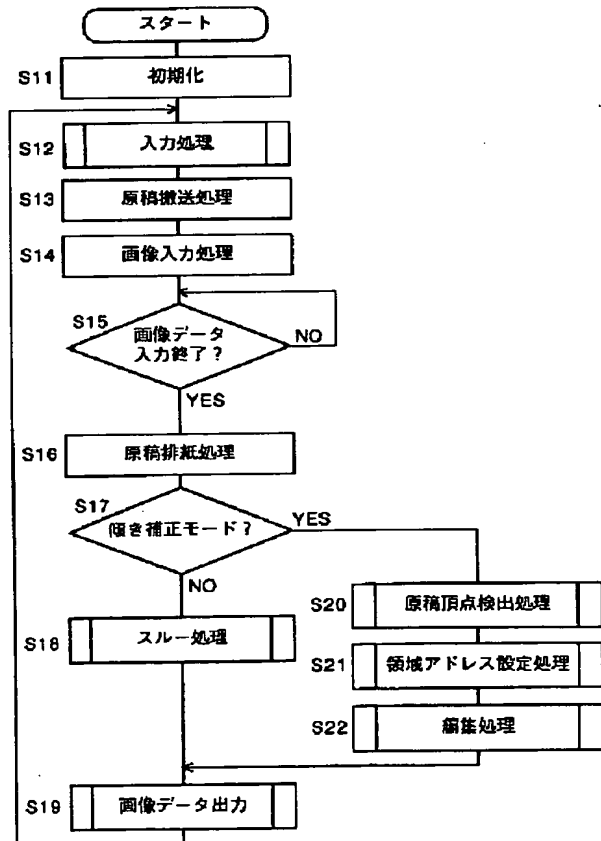 スタート
S11
初期化
S12
入力処理
S13
原稿搬送処理
S14
画像入力処理
S15
画像データ
入力終了？
NO
YES
S16
原稿排紙処理
S17
傾き補正モード？
YES
NO
S18
スルー処理
S20
原稿頂点検出処理
S21
領域アドレス設定処理
S22
編集処理
S19
画像データ出力